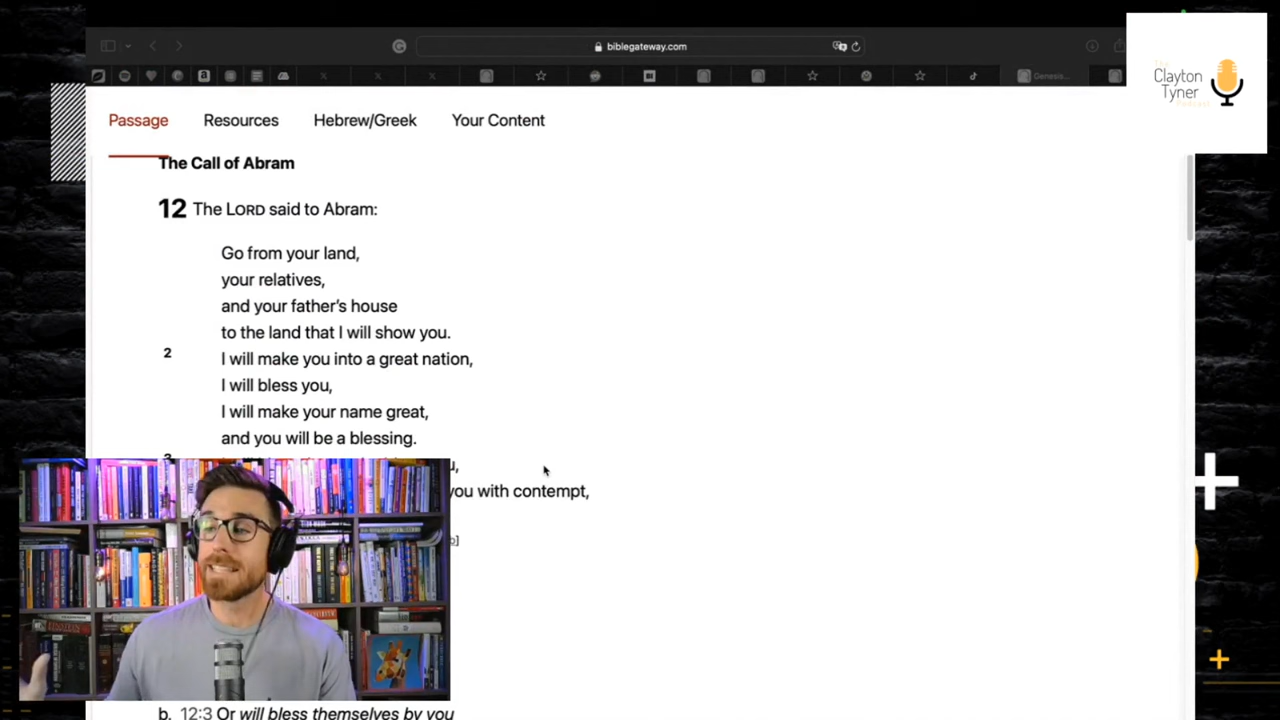 biblegateway.com
Genesis...
The
Clayton
Tyner
Podcast
Passage
Resources
Hebrew/Greek
Your Content
The Call of Abram
12 The LORD said to Abram:
Go from your land,
your relatives,
and your father’s house
to the land that I will show you.
2
I will make you into a great nation,
I will bless you,
I will make your name great,
and you will be a blessing.
you with contempt,
b. 12:3 Or will bless themselves by you